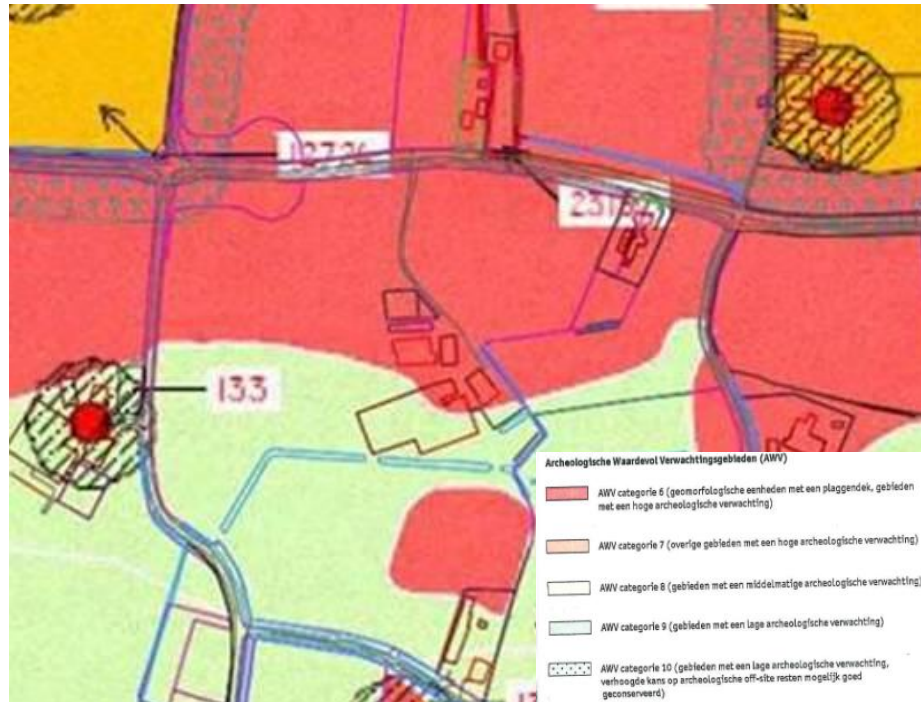 133
Archeologische Waardevol Verwachtingsgebieden (AWV)
AWV categorie 6 (geomorfologische eenheden met een plaggendek, gebieden
met een hoge archeologische verwachting)
AWV categorie 7 (overige gebieden met een hoge archeologische verwachting)
AWV categorie 8 (gebieden met een middelmatige archeologische verwachting)
AWV categorie 9 (gebieden met een lage archeologische verwachting)
AWV categorie 10 (gebieden met een lage archeologische verwachting,
verhoogde kans op archeologische off-site resten mogelijk goed
geconserveerd)